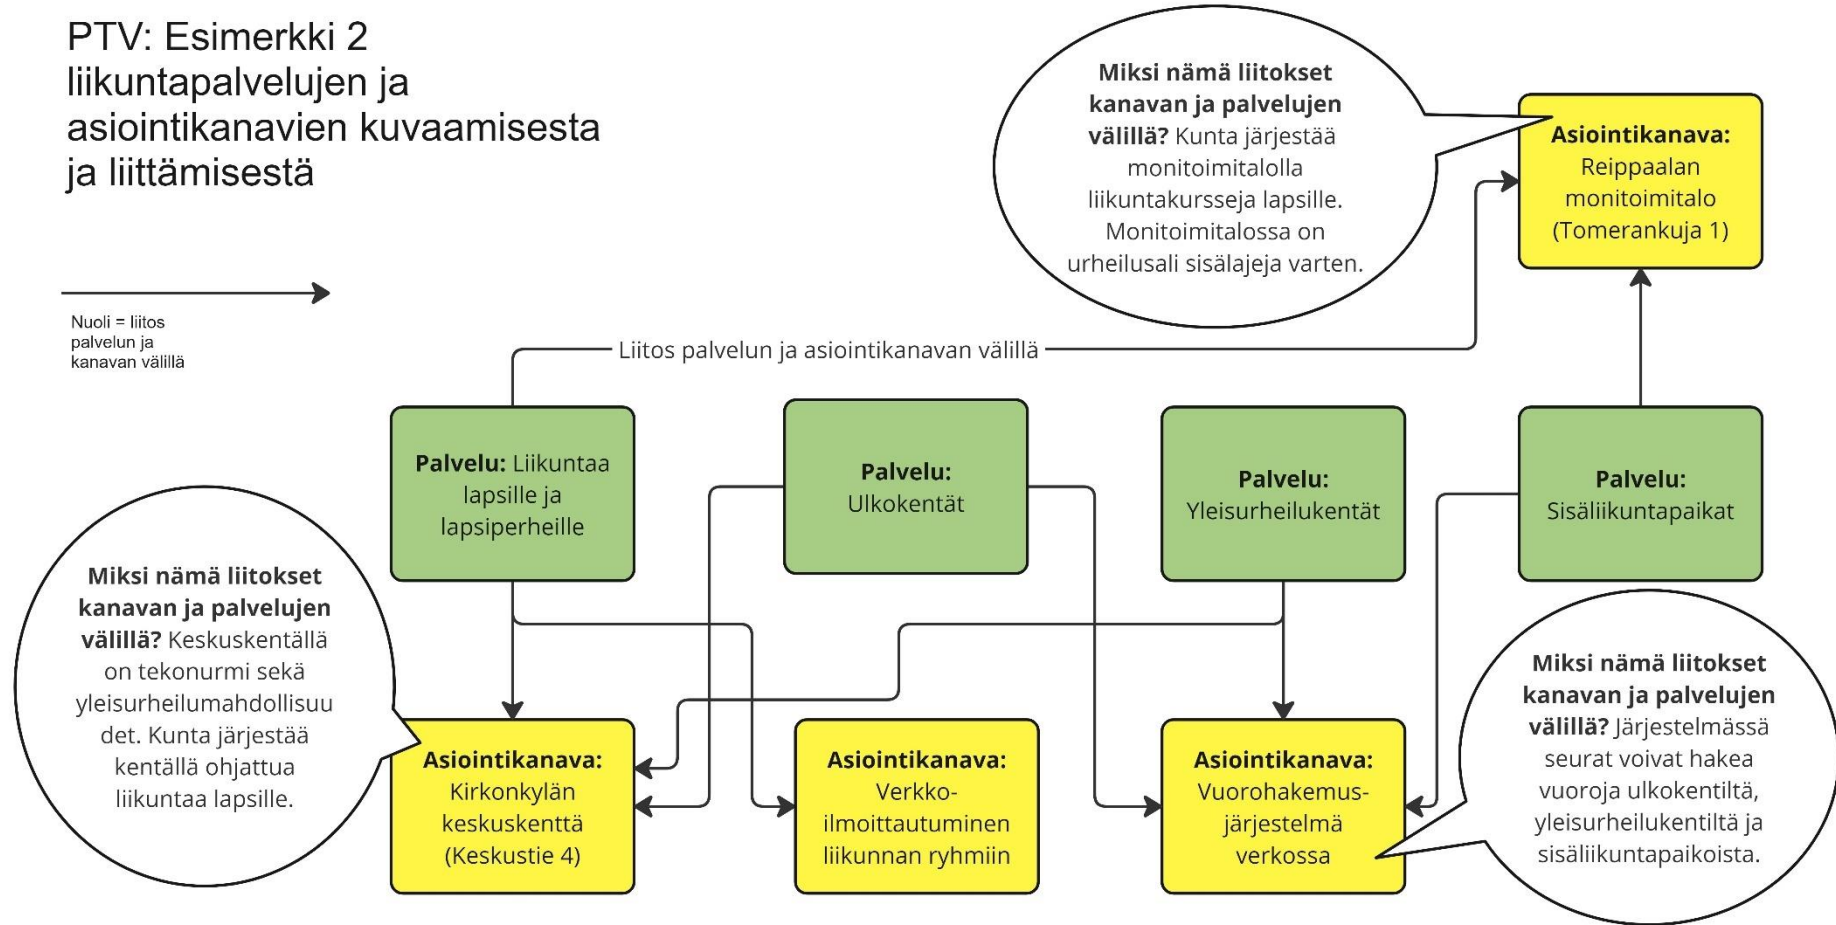 PTV: Esimerkki 2
liikuntapalvelujen ja
asiointikanavien kuvaamisesta
ja liittämisestä
Nuoli = liitos
palvelun ja
kanavan välillä
Miksi nämä liitokset
kanavan ja palvelujen
välillä? Kunta järjestää
monitoimitalolla
liikuntakursseja lapsille.
Monitoimitalossa on
urheilusali sisälajeja varten.
Asiointikanava:
Reippaalan
monitoimitalo
(Tomerankuja 1)
Liitos palvelun ja asiointikanavan välillä
Palvelu: Liikuntaa
lapsille ja
lapsiperheille
Palvelu:
Ulkokentät
Palvelu:
Yleisurheilukentät
Palvelu:
Sisäliikuntapaikat
Miksi nämä liitokset
kanavan ja palvelujen
välillä? Keskuskentällä
on tekonurmi sekä
yleisurheilumahdollisuu
det. Kunta järjestää
kentällä ohjattua
liikuntaa lapsille.
Asiointikanava:
Kirkonkylän
keskuskenttä
(Keskustie 4)
Asiointikanava:
Verkko-
ilmoittautuminen
liikunnan ryhmiin
Asiointikanava:
Vuorohakemus-
järjestelmä
verkossa
Miksi nämä liitokset
kanavan ja palvelujen
välillä? Järjestelmässä
seurat voivat hakea
vuoroja ulkokentiltä,
yleisurheilukentiltä ja
sisäliikuntapaikoista.